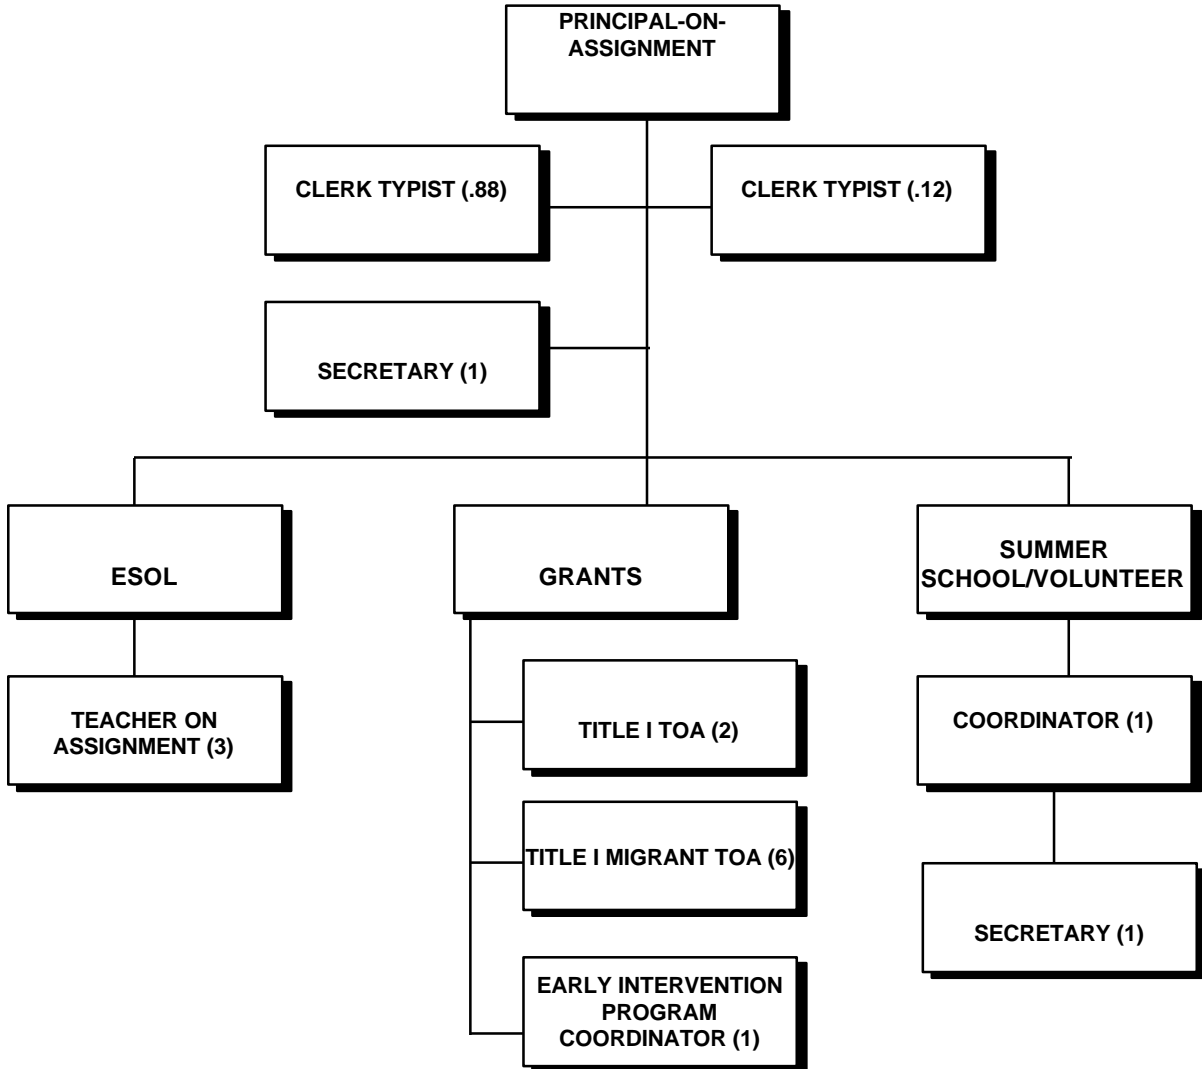 PRINCIPAL-ON-
ASSIGNMENT
CLERK TYPIST (.88)
CLERK TYPIST (.12)
SECRETARY (1)
ESOL
GRANTS
SUMMER
SCHOOL/VOLUNTEER
TEACHER ON
ASSIGNMENT (3)
TITLE I TOA (2)
TITLE I MIGRANT TOA (6)
EARLY INTERVENTION
PROGRAM
COORDINATOR (1)
COORDINATOR (1)
SECRETARY (1)